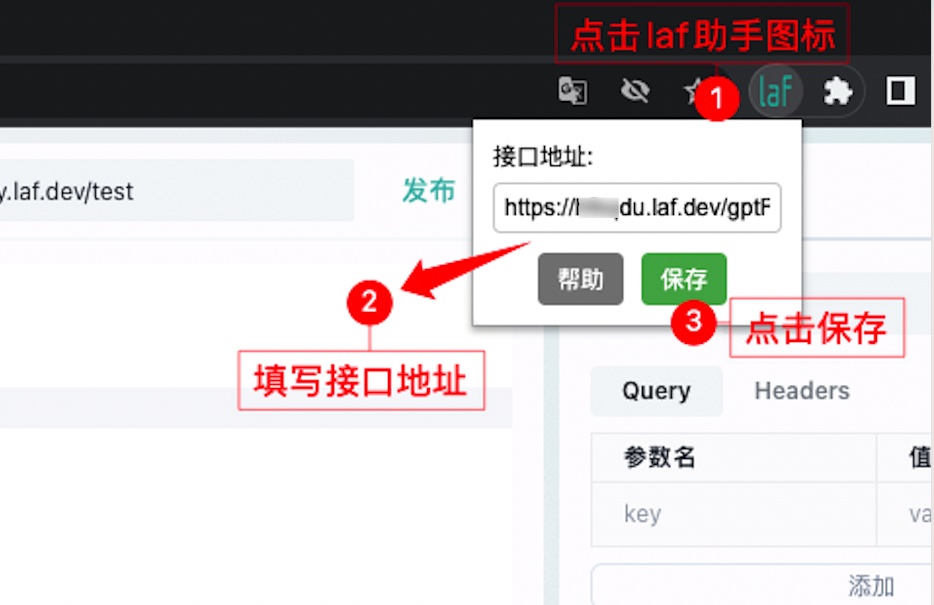 点击laf助手图标
1
laf
接口地址:
y.laf.dev/test
发布
https://du.laf.dev/gptF
帮助
保存
2
3
点击保存
填写接口地址
Query
Headers
参数名
值
key
va
添加